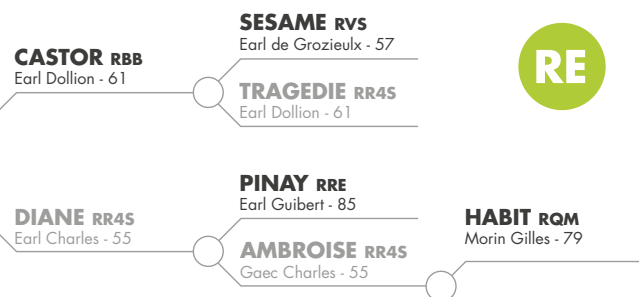 SESAME RVS
Earl de Grozieulx - 57
CASTOR RBB
Earl Dollion - 61
TRAGEDIE RR4S
Earl Dollion - 61
RE
PINAY RRE
Earl Guibert - 85
DIANE RR4S
Earl Charles - 55
HABIT RQM
Morin Gilles - 79
AMBROISE RR4S
Gaec Charles - 55